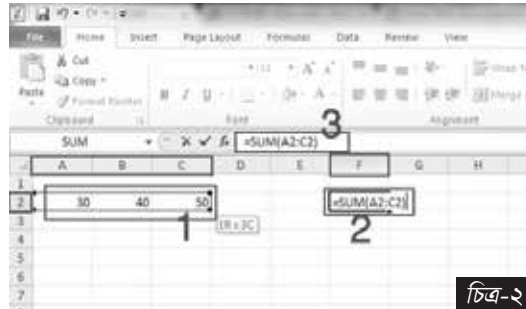 File Home Insert Page Layout Formulas Data Review View
Cut
Copy
Format Painter
Paste
Clipboard Font Alignment
3
SUM fx =SUM(A2:C2)
A B C D E F G H
1
2 30 40 50 =SUM(A2:C2)
3 1R x 3C
1 2
4
5
6
7
চিত্র-২